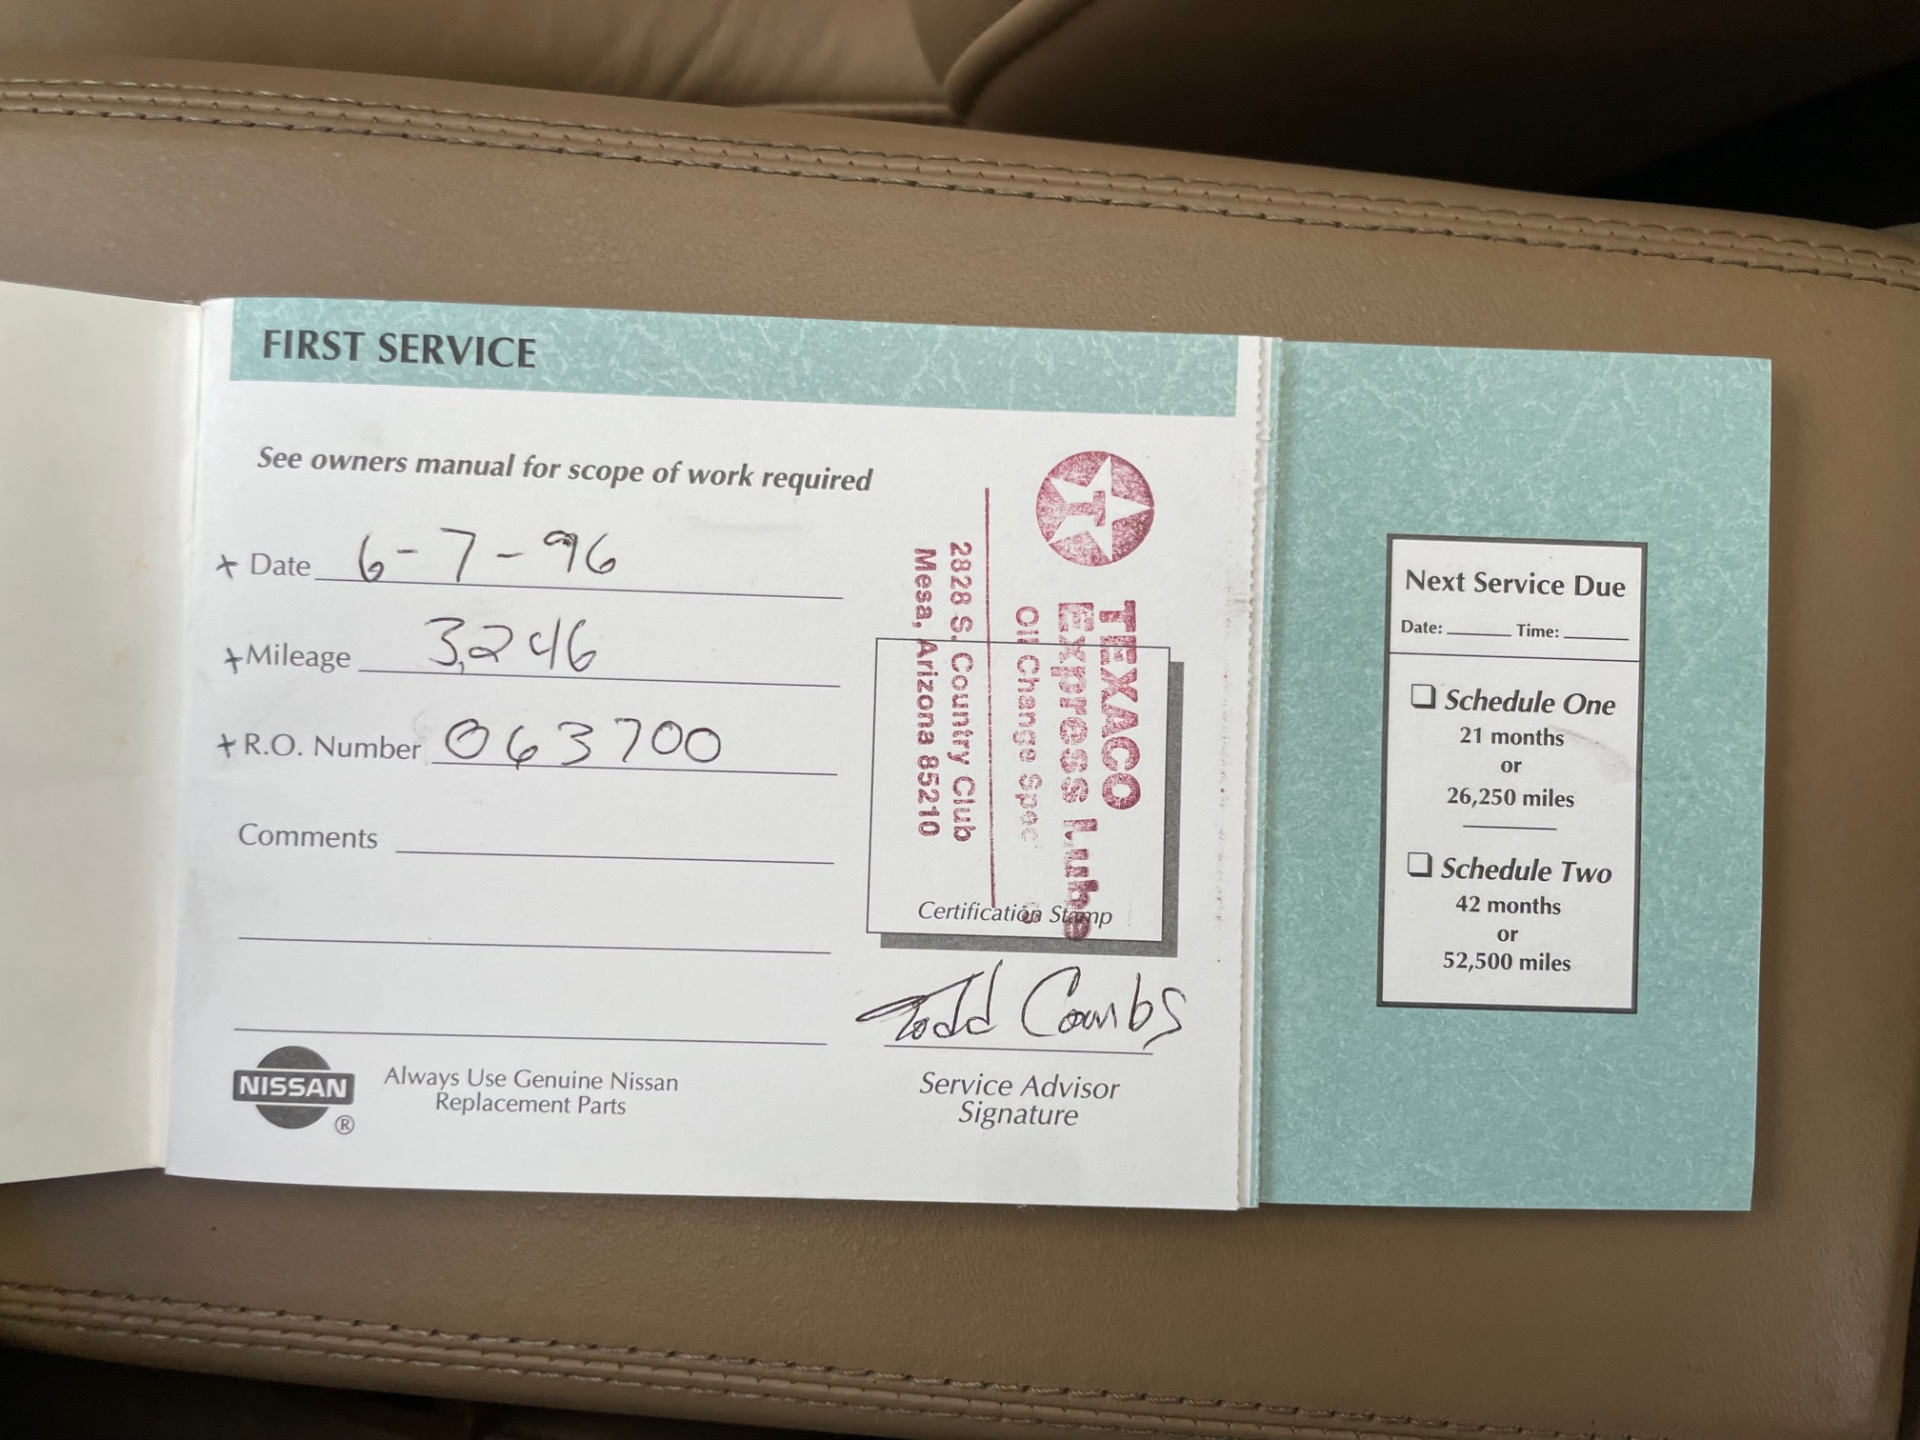 FIRST SERVICE
See owners manual for scope of work required
+ Date 6-7-96
+ Mileage 3,246
+ R.O. Number 063700
Comments
NISSAN
®
Always Use Genuine Nissan
Replacement Parts
T
TEXACO
Express Lube
Oil Change Spec
2828 S. Country Club
Mesa, Arizona 85210
Certification Stamp
Todd Combs
Service Advisor
Signature
Next Service Due
Date: Time:
Schedule One
21 months
or
26,250 miles
Schedule Two
42 months
or
52,500 miles